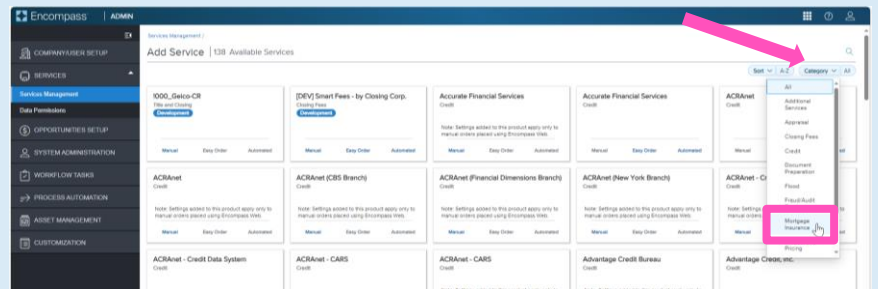 Encompass ADMIN
COMPANY/USER SETUP
SERVICES
Services Management
Data Permissions
OPPORTUNITIES SETUP
SYSTEM ADMINISTRATION
WORKFLOW TASKS
PROCESS AUTOMATION
ASSET MANAGEMENT
CUSTOMIZATION
Services Management /
Add Service | 138 Available Services
Sort A-Z Category All
All
Additional
Services
Appraisal
Closing Fees
Credit
Document
Preparation
Flood
Fraud/Audit
Mortgage
Insurance
Pricing
!000_Geico-CR
Title and Closing
Development
Manual Easy Order Automated
[DEV] Smart Fees - by Closing Corp.
Closing Fees
Development
Manual Easy Order Automated
Accurate Financial Services
Credit
Note: Settings added to this product apply only to
manual orders placed using Encompass Web.
Manual Easy Order Automated
Accurate Financial Services
Credit
Manual Easy Order Automated
ACRAnet
Credit
Manual
ACRAnet
Credit
Note: Settings added to this product apply only to
manual orders placed using Encompass Web.
Manual Easy Order Automated
ACRAnet (CBS Branch)
Credit
Note: Settings added to this product apply only to
manual orders placed using Encompass Web.
Manual Easy Order Automated
ACRAnet (Financial Dimensions Branch)
Credit
Note: Settings added to this product apply only to
manual orders placed using Encompass Web.
Manual Easy Order Automated
ACRAnet (New York Branch)
Credit
Note: Settings added to this product apply only to
manual orders placed using Encompass Web.
Manual Easy Order Automated
ACRAnet - Cr
Credit
Note: Settings
manual orders
Manual
ACRAnet - Credit Data System
Credit
ACRAnet - CARS
Credit
ACRAnet - CARS
Credit
Advantage Credit Bureau
Credit
Advantage Credit, Inc.
Credit